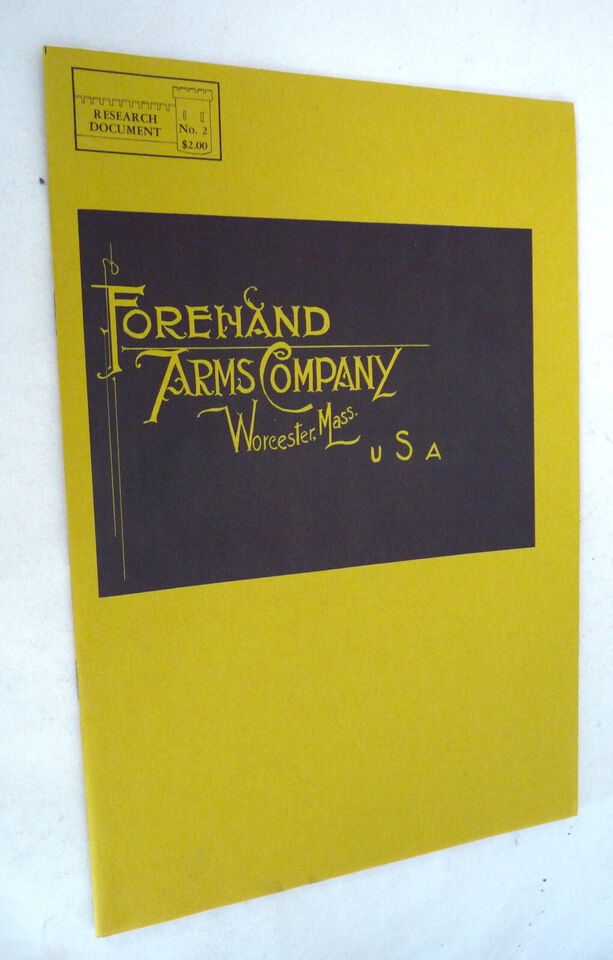 RESEARCH
DOCUMENT
No. 2
$2.00
FOREHAND
ARMS COMPANY
Worcester, Mass.
USA